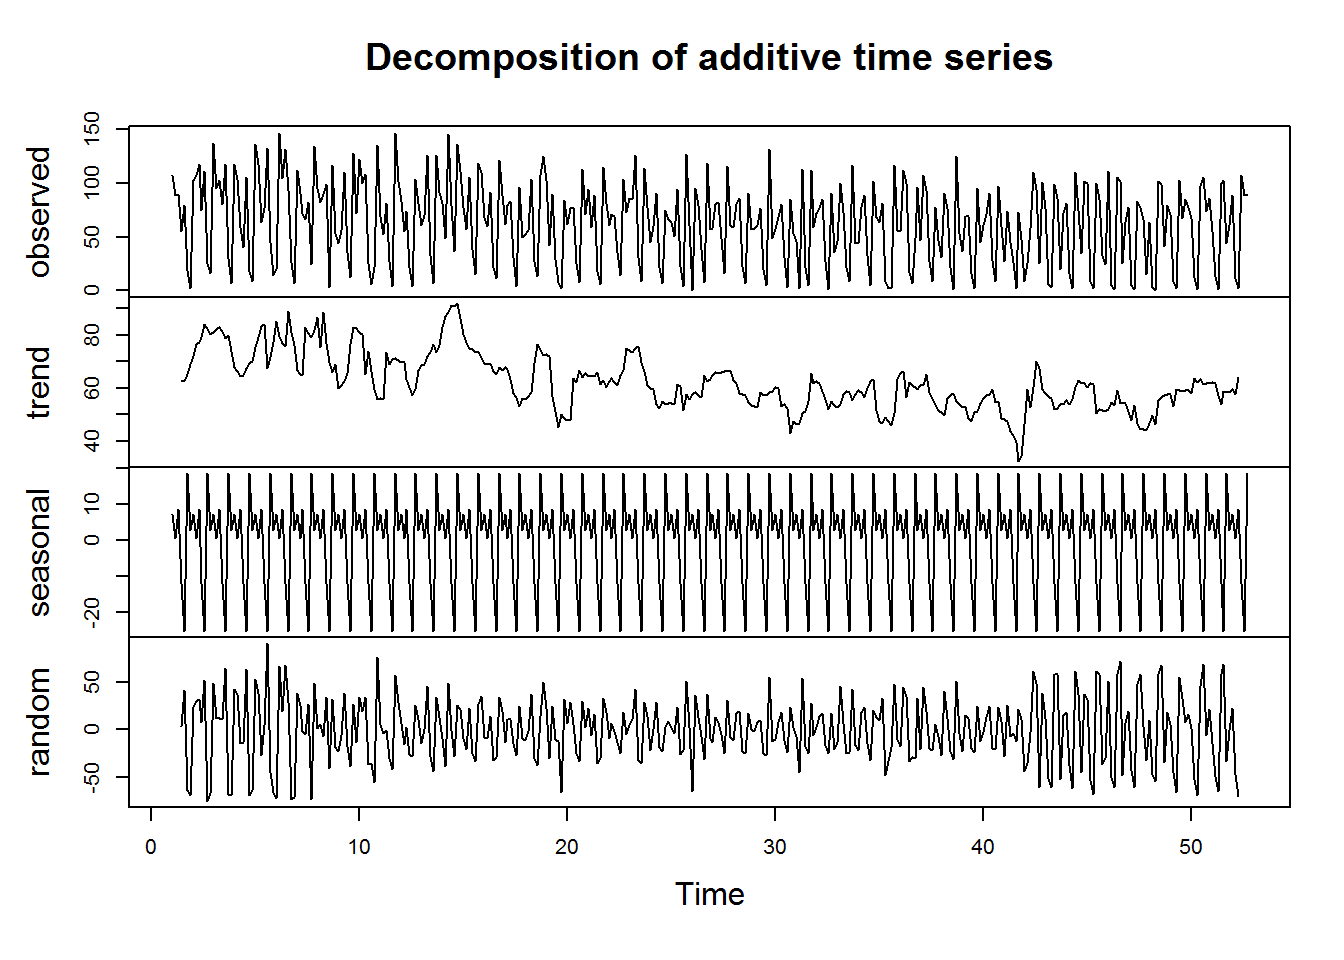 Decomposition of additive time series
observed
0 50 100 150
trend
40 60 80
seasonal
-20 0 10
random
-50 0 50
0 10 20 30 40 50
Time